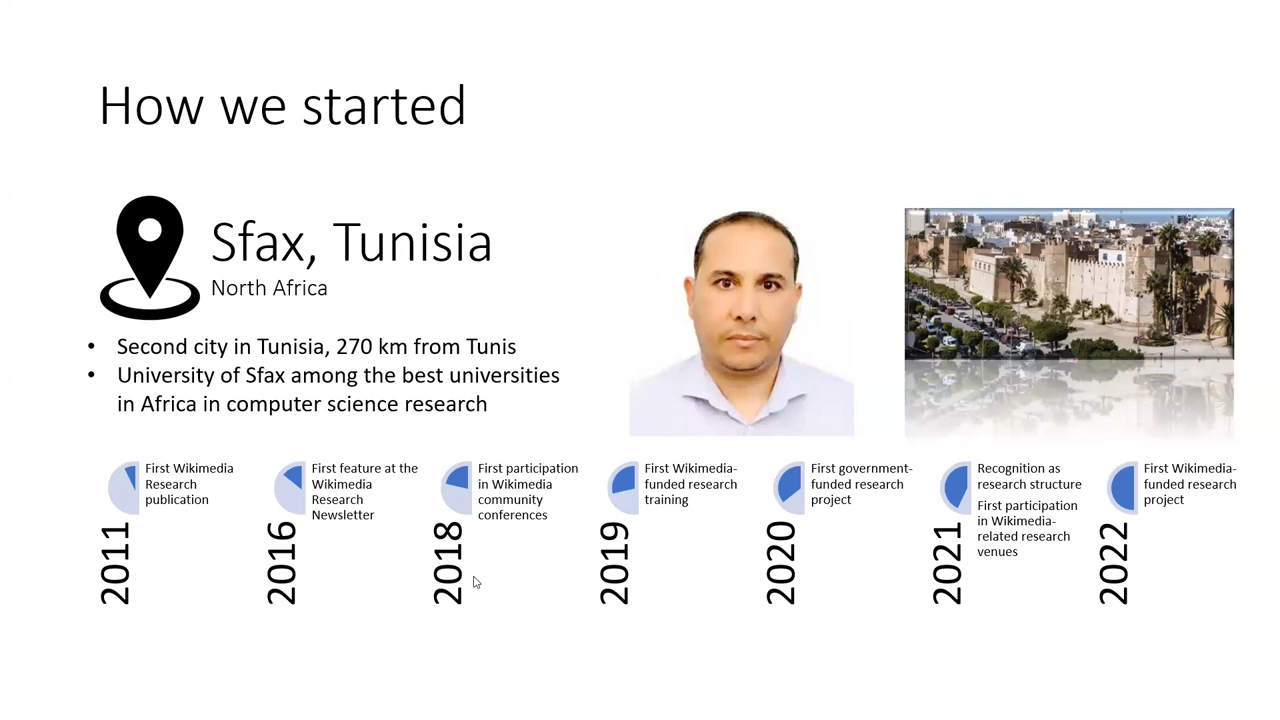 How we started
Sfax, Tunisia
North Africa
• Second city in Tunisia, 270 km from Tunis
• University of Sfax among the best universities
in Africa in computer science research
2011
First Wikimedia
Research
publication
2016
First feature at the
Wikimedia
Research
Newsletter
2018
First participation
in Wikimedia
community
conferences
2019
First Wikimedia-
funded research
training
2020
First government-
funded research
project
2021
Recognition as
research structure
First participation
in Wikimedia-
related research
venues
2022
First Wikimedia-
funded research
project